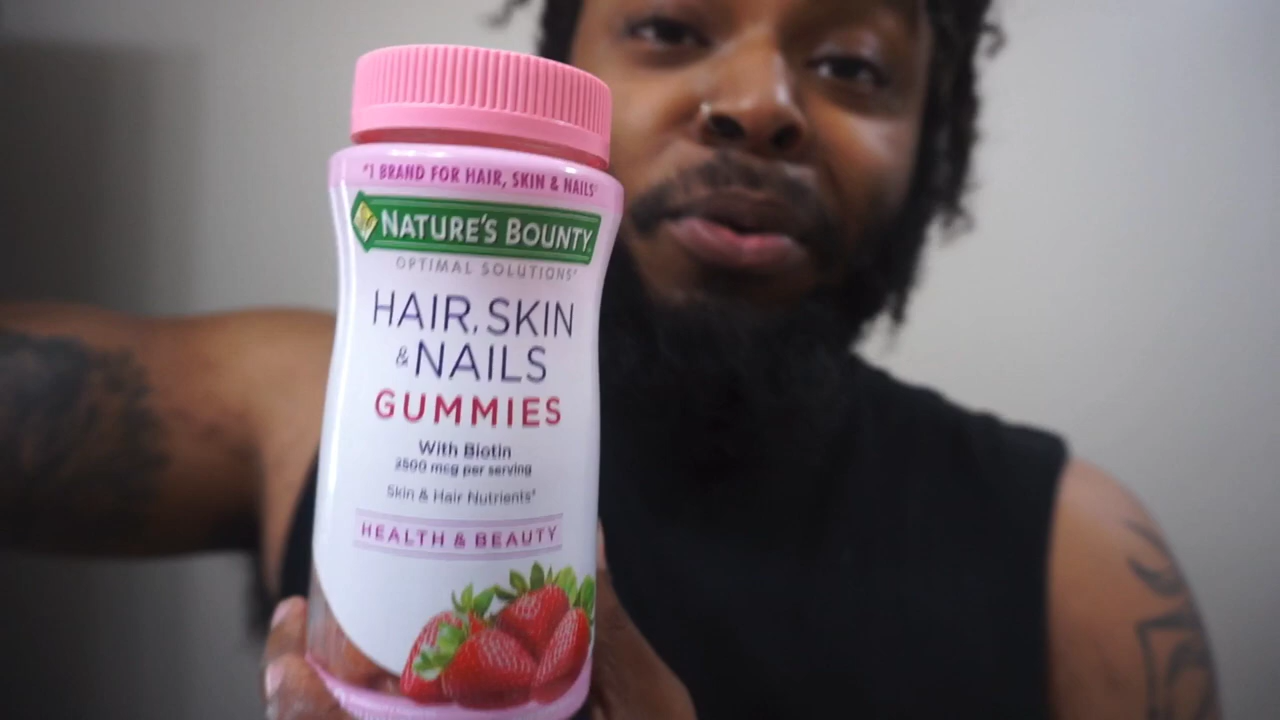 #1 BRAND FOR HAIR, SKIN & NAILS*
NATURE'S BOUNTY®
OPTIMAL SOLUTIONS®
HAIR, SKIN
& NAILS
GUMMIES
With Biotin
2500 mcg per serving
Skin & Hair Nutrients*
HEALTH & BEAUTY